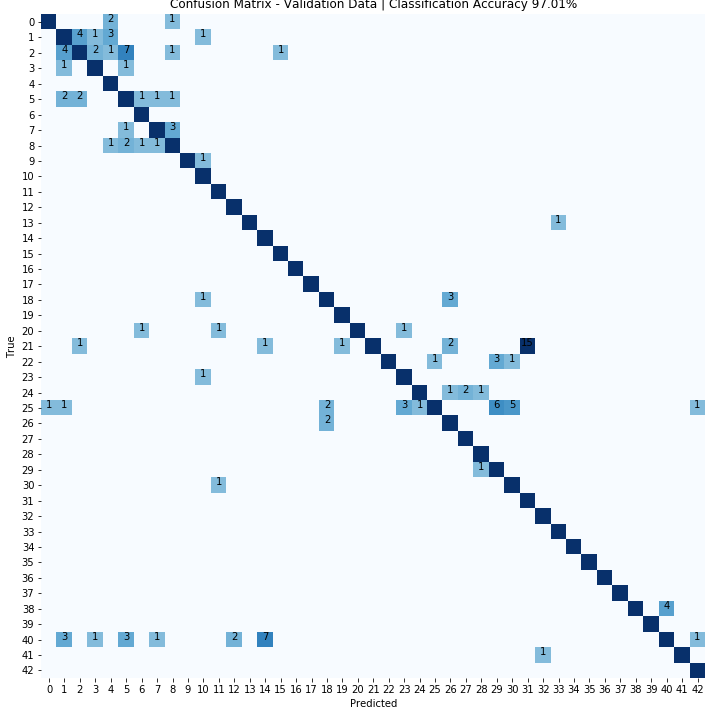 Confusion Matrix - Validation Data | Classification Accuracy 97.01%
0 2 1
1 4 1 3 1
2 4 2 1 7 1 1
3 1 1
4
5 2 2 1 1 1
6
7 1 3
8 1 2 1 1
9 1
10
11
12
13 1
14
15
16
17
18 1 3
19
20 1 1 1
21 1 1 1 2 15
22 1 3 1
23 1
24 1 2 1
25 1 1 2 3 1 6 5 1
26 2
27
28
29 1
30 1
31
32
33
34
35
36
37
38 4
39
40 3 1 3 1 2 7 1
41 1
42
True
0 1 2 3 4 5 6 7 8 9 10 11 12 13 14 15 16 17 18 19 20 21 22 23 24 25 26 27 28 29 30 31 32 33 34 35 36 37 38 39 40 41 42
Predicted